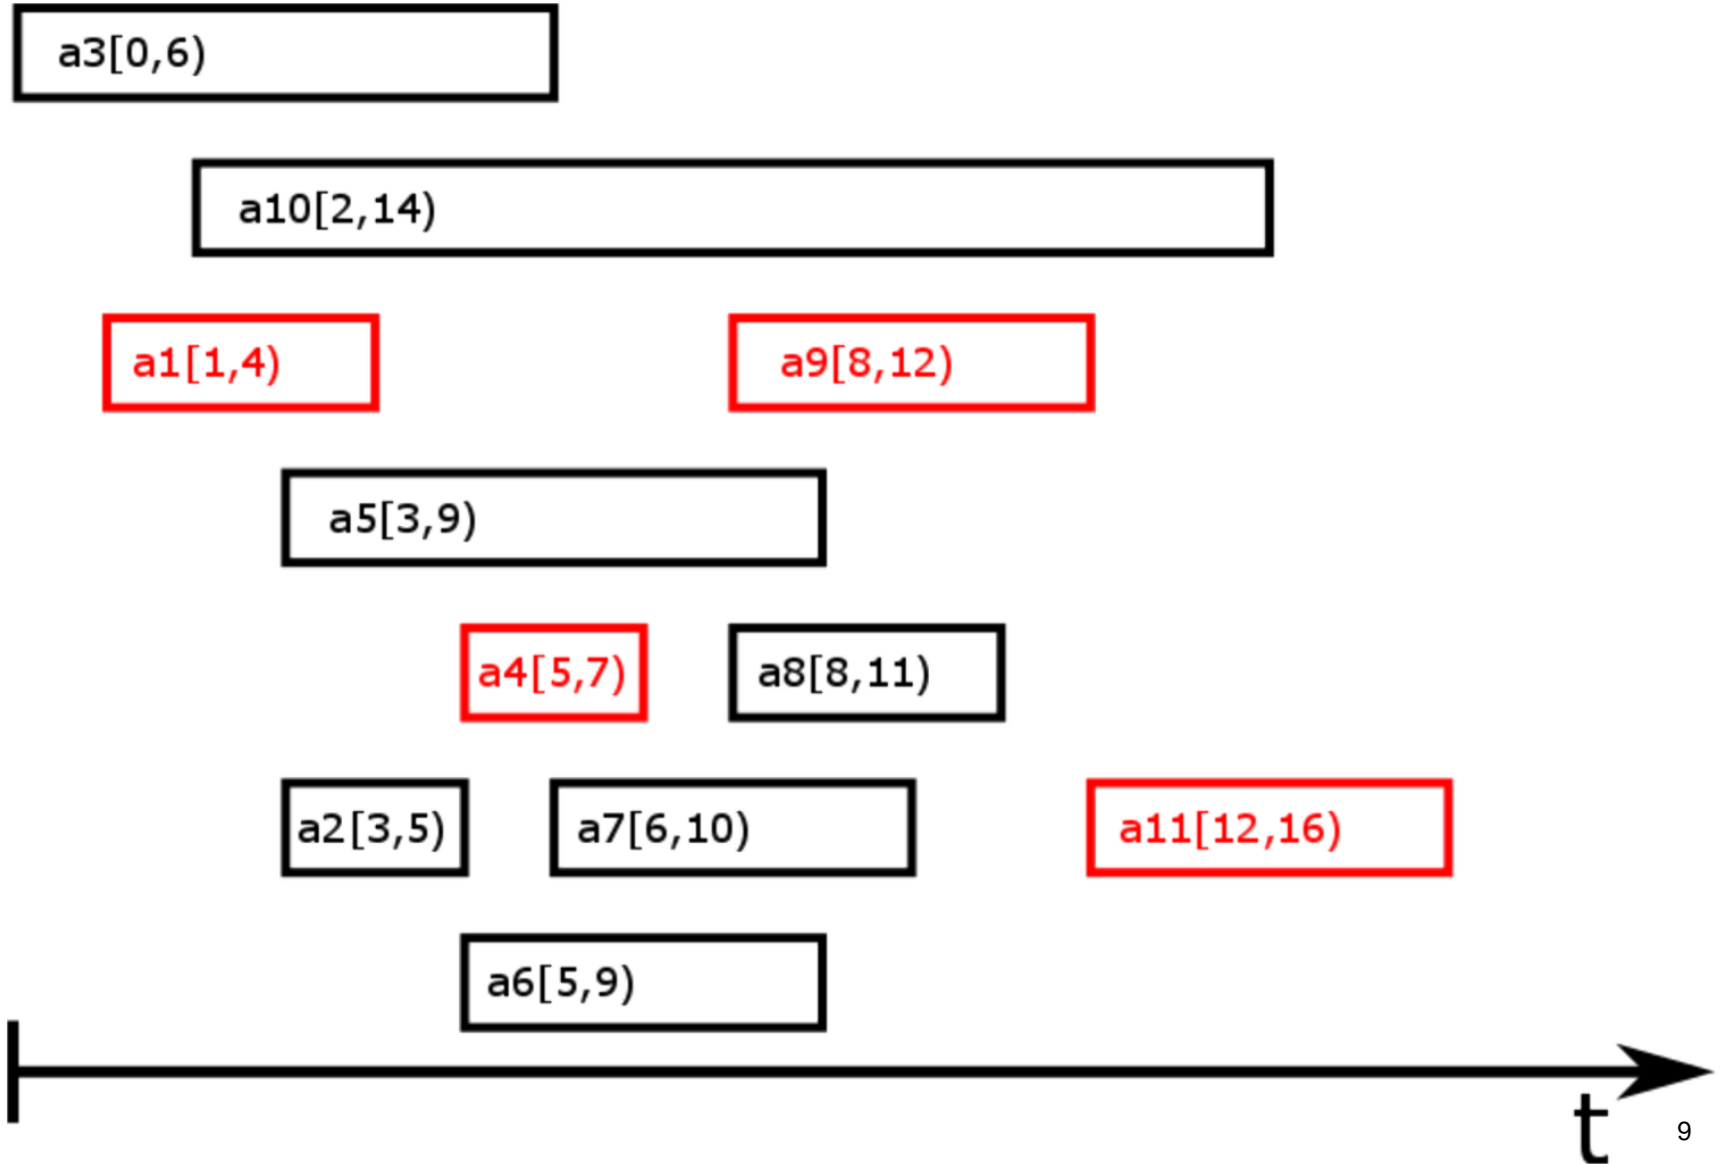 a3[0,6)
a10[2,14)
a1[1,4)
a9[8,12)
a5[3,9)
a4[5,7)
a8[8,11)
a2[3,5)
a7[6,10)
a11[12,16)
a6[5,9)
t
9